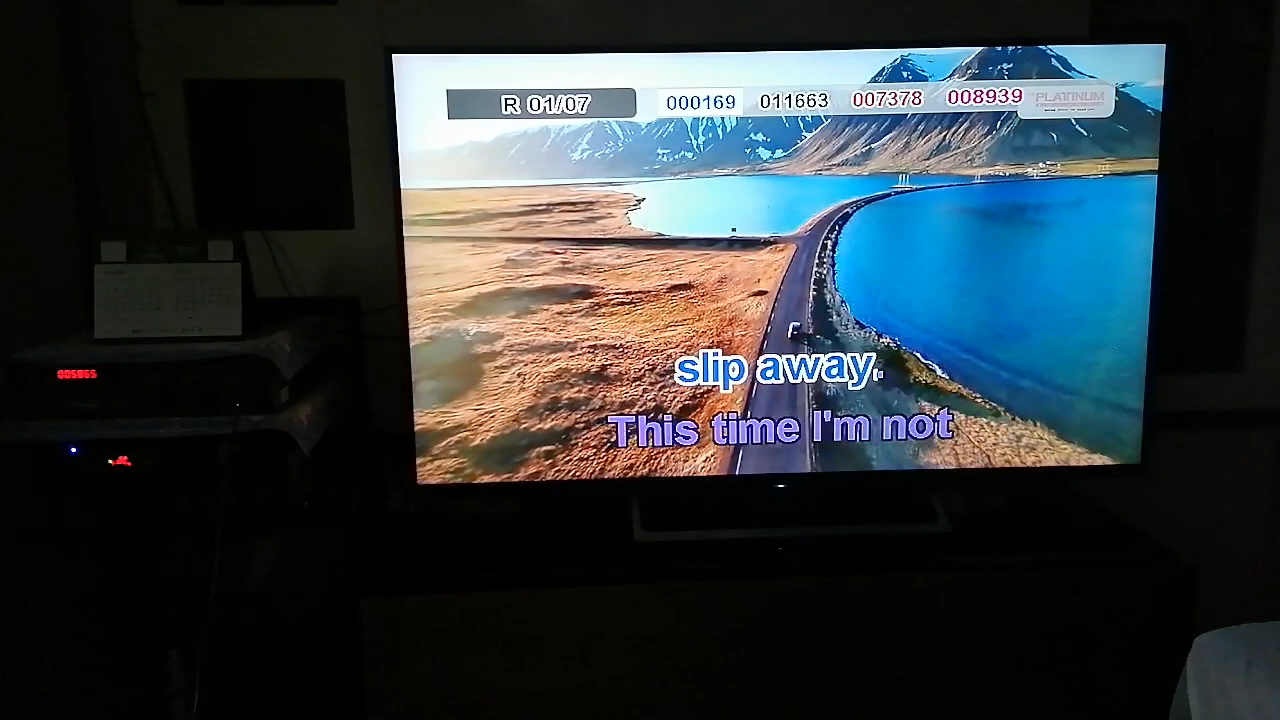 R 01/07 000169 011663 007378 008939 PLATINUM
slip away.
This time I'm not
005865